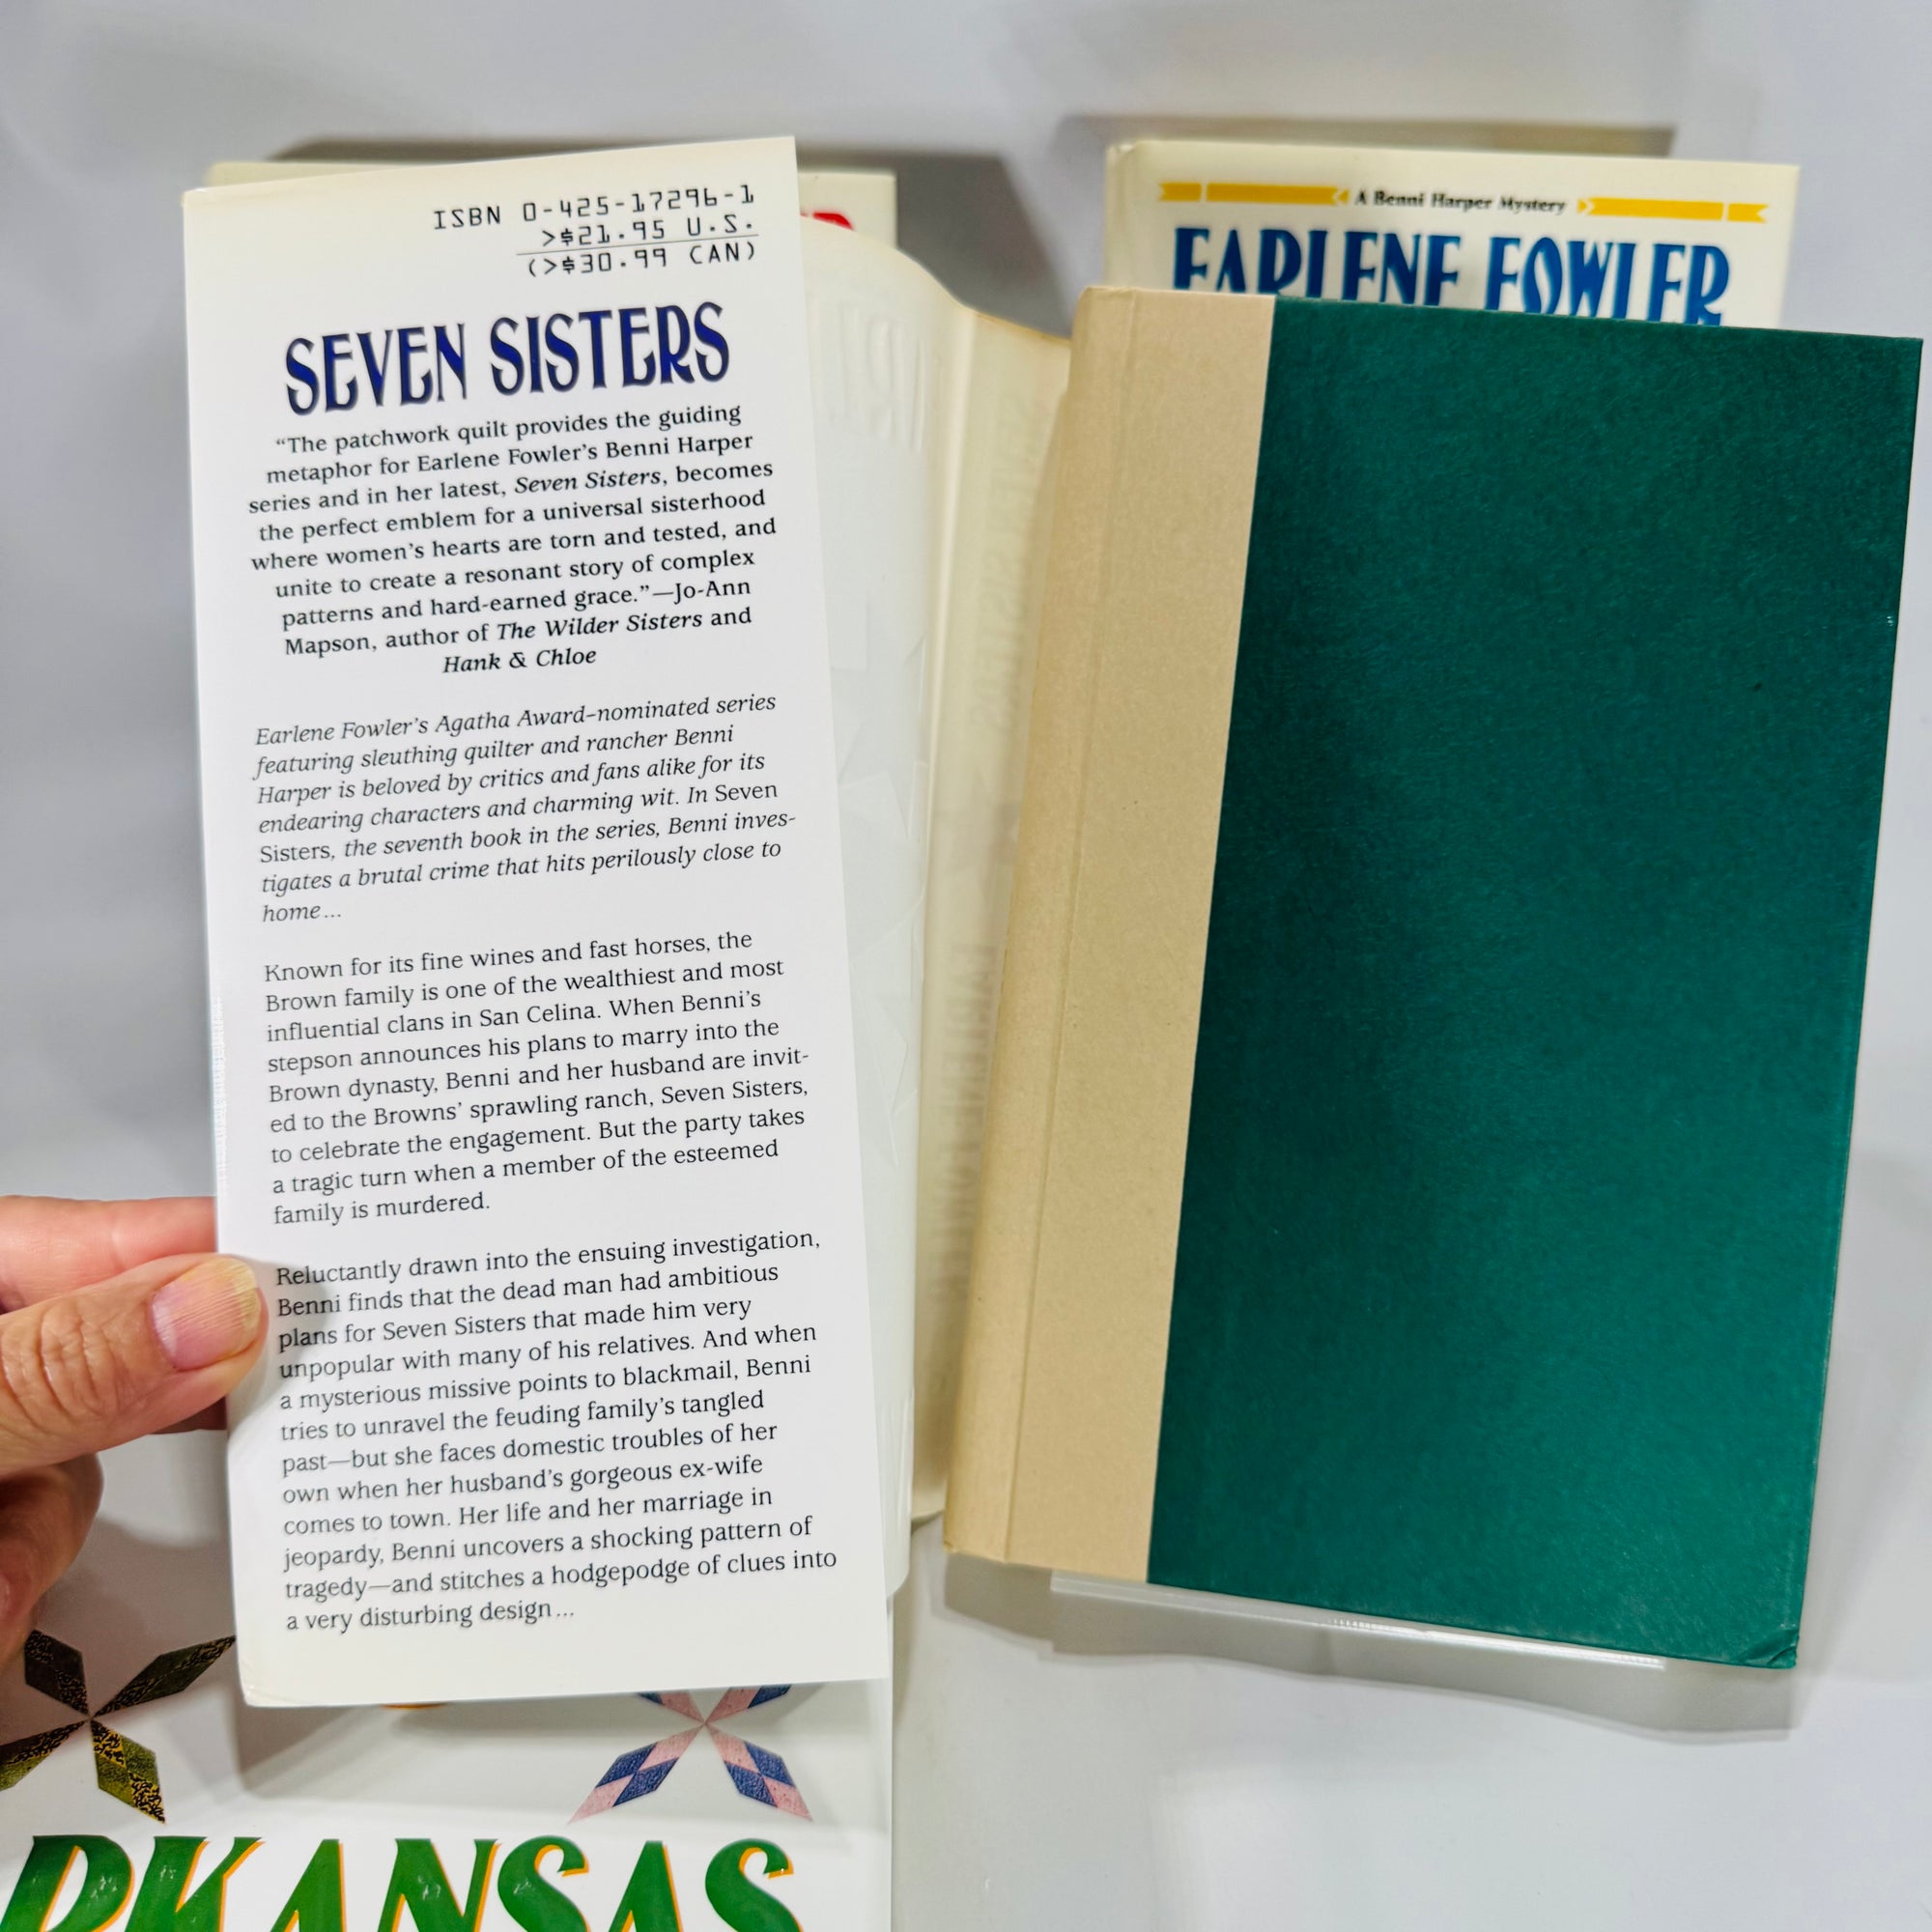 ISBN 0-425-17296-1
>$21.95 U.S.
(>$30.99 CAN)
SEVEN SISTERS
“The patchwork quilt provides the guiding
metaphor for Earlene Fowler’s Benni Harper
series and in her latest, Seven Sisters, becomes
the perfect emblem for a universal sisterhood
where women’s hearts are torn and tested, and
unite to create a resonant story of complex
patterns and hard-earned grace.”—Jo-Ann
Mapson, author of The Wilder Sisters and
Hank & Chloe
Earlene Fowler’s Agatha Award–nominated series
featuring sleuthing quilter and rancher Benni
Harper is beloved by critics and fans alike for its
endearing characters and charming wit. In Seven
Sisters, the seventh book in the series, Benni inves-
tigates a brutal crime that hits perilously close to
home...
Known for its fine wines and fast horses, the
Brown family is one of the wealthiest and most
influential clans in San Celina. When Benni’s
stepson announces his plans to marry into the
Brown dynasty, Benni and her husband are invit-
ed to the Browns’ sprawling ranch, Seven Sisters,
to celebrate the engagement. But the party takes
a tragic turn when a member of the esteemed
family is murdered.
Reluctantly drawn into the ensuing investigation,
Benni finds that the dead man had ambitious
plans for Seven Sisters that made him very
unpopular with many of his relatives. And when
a mysterious missive points to blackmail, Benni
tries to unravel the feuding family’s tangled
past—but she faces domestic troubles of her
own when her husband’s gorgeous ex-wife
comes to town. Her life and her marriage in
jeopardy, Benni uncovers a shocking pattern of
tragedy—and stitches a hodgepodge of clues into
a very disturbing design...
A Benni Harper Mystery
EARLENE FOWLER
RKANSAS